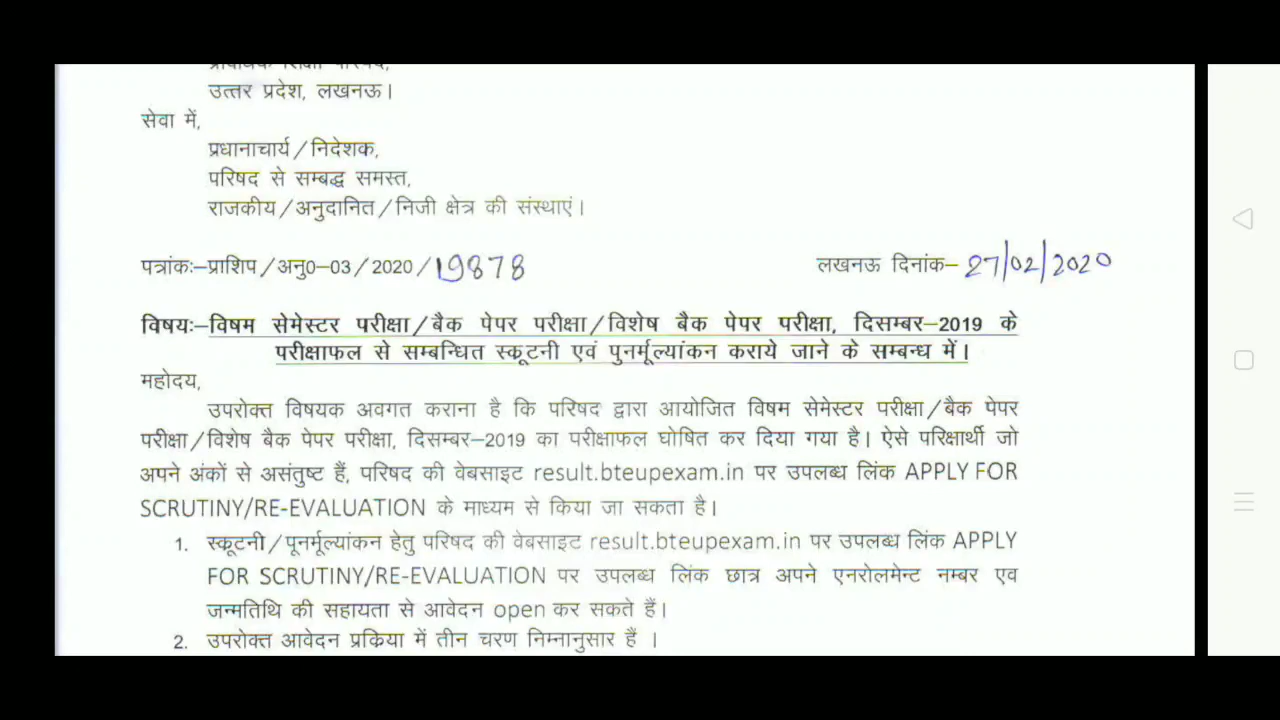 उत्तर प्रदेश, लखनऊ।
सेवा में,
प्रधानाचार्य/निदेशक,
परिषद से सम्बद्ध समस्त,
राजकीय/अनुदानित/निजी क्षेत्र की संस्थाएं।
पत्रांकः–प्राशिप/अनु0–03/2020/19878 लखनऊ दिनांक– 27/02/2020
विषयः–विषम सेमेस्टर परीक्षा/बैक पेपर परीक्षा/विशेष बैक पेपर परीक्षा, दिसम्बर–2019 के
परीक्षाफल से सम्बन्धित स्कूटनी एवं पुनर्मूल्यांकन कराये जाने के सम्बन्ध में।
महोदय,
उपरोक्त विषयक अवगत कराना है कि परिषद द्वारा आयोजित विषम सेमेस्टर परीक्षा/बैक पेपर
परीक्षा/विशेष बैक पेपर परीक्षा, दिसम्बर–2019 का परीक्षाफल घोषित कर दिया गया है। ऐसे परिक्षार्थी जो
अपने अंकों से असंतुष्ट हैं, परिषद की वेबसाइट result.bteupexam.in पर उपलब्ध लिंक APPLY FOR
SCRUTINY/RE-EVALUATION के माध्यम से किया जा सकता है।
1. स्कूटनी/पूनर्मूल्यांकन हेतु परिषद की वेबसाइट result.bteupexam.in पर उपलब्ध लिंक APPLY
FOR SCRUTINY/RE-EVALUATION पर उपलब्ध लिंक छात्र अपने एनरोलमेन्ट नम्बर एव
जन्मतिथि की सहायता से आवेदन open कर सकते हैं।
2. उपरोक्त आवेदन प्रकिया में तीन चरण निम्नानुसार हैं ।